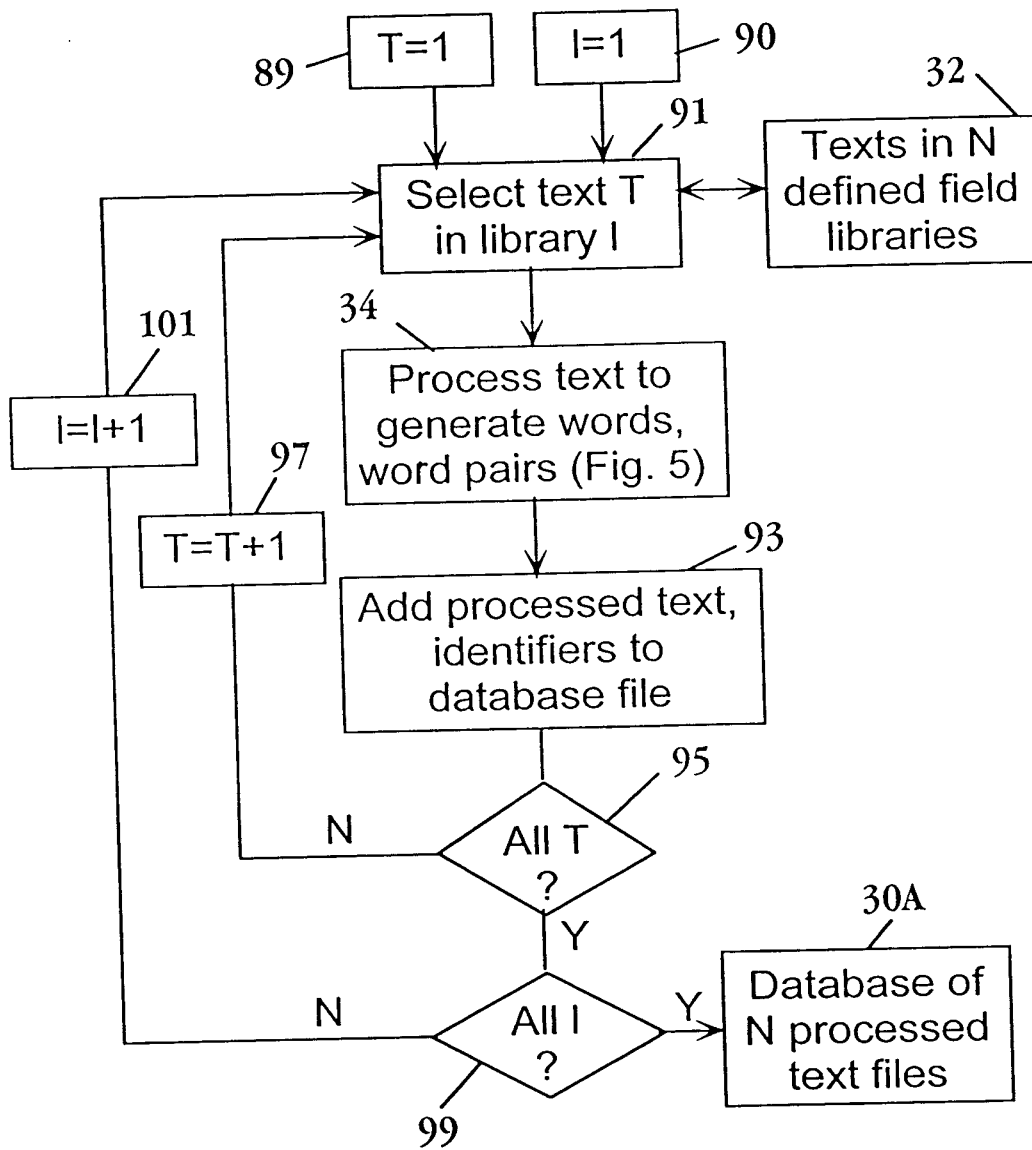 T=1
I=1
89
90
91
32
Select text T
in library I
Texts in N
defined field
libraries
34
Process text to
generate words,
word pairs (Fig. 5)
101
I=I+1
97
T=T+1
93
Add processed text,
identifiers to
database file
95
All T
?
N
Y
30A
All I
?
N
Y
Database of
N processed
text files
99